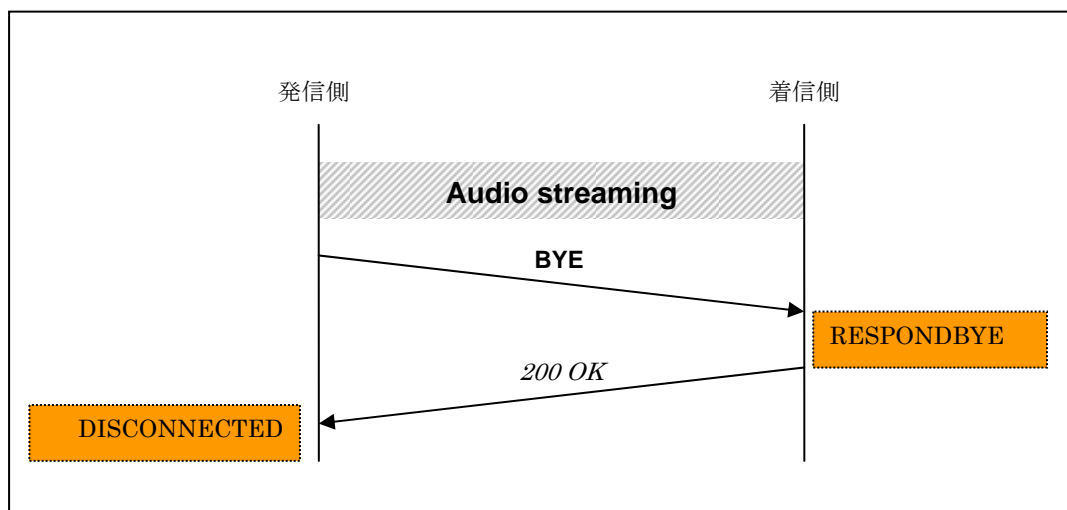 発信側
着信側
Audio streaming
BYE
RESPONDBYE
200 OK
DISCONNECTED